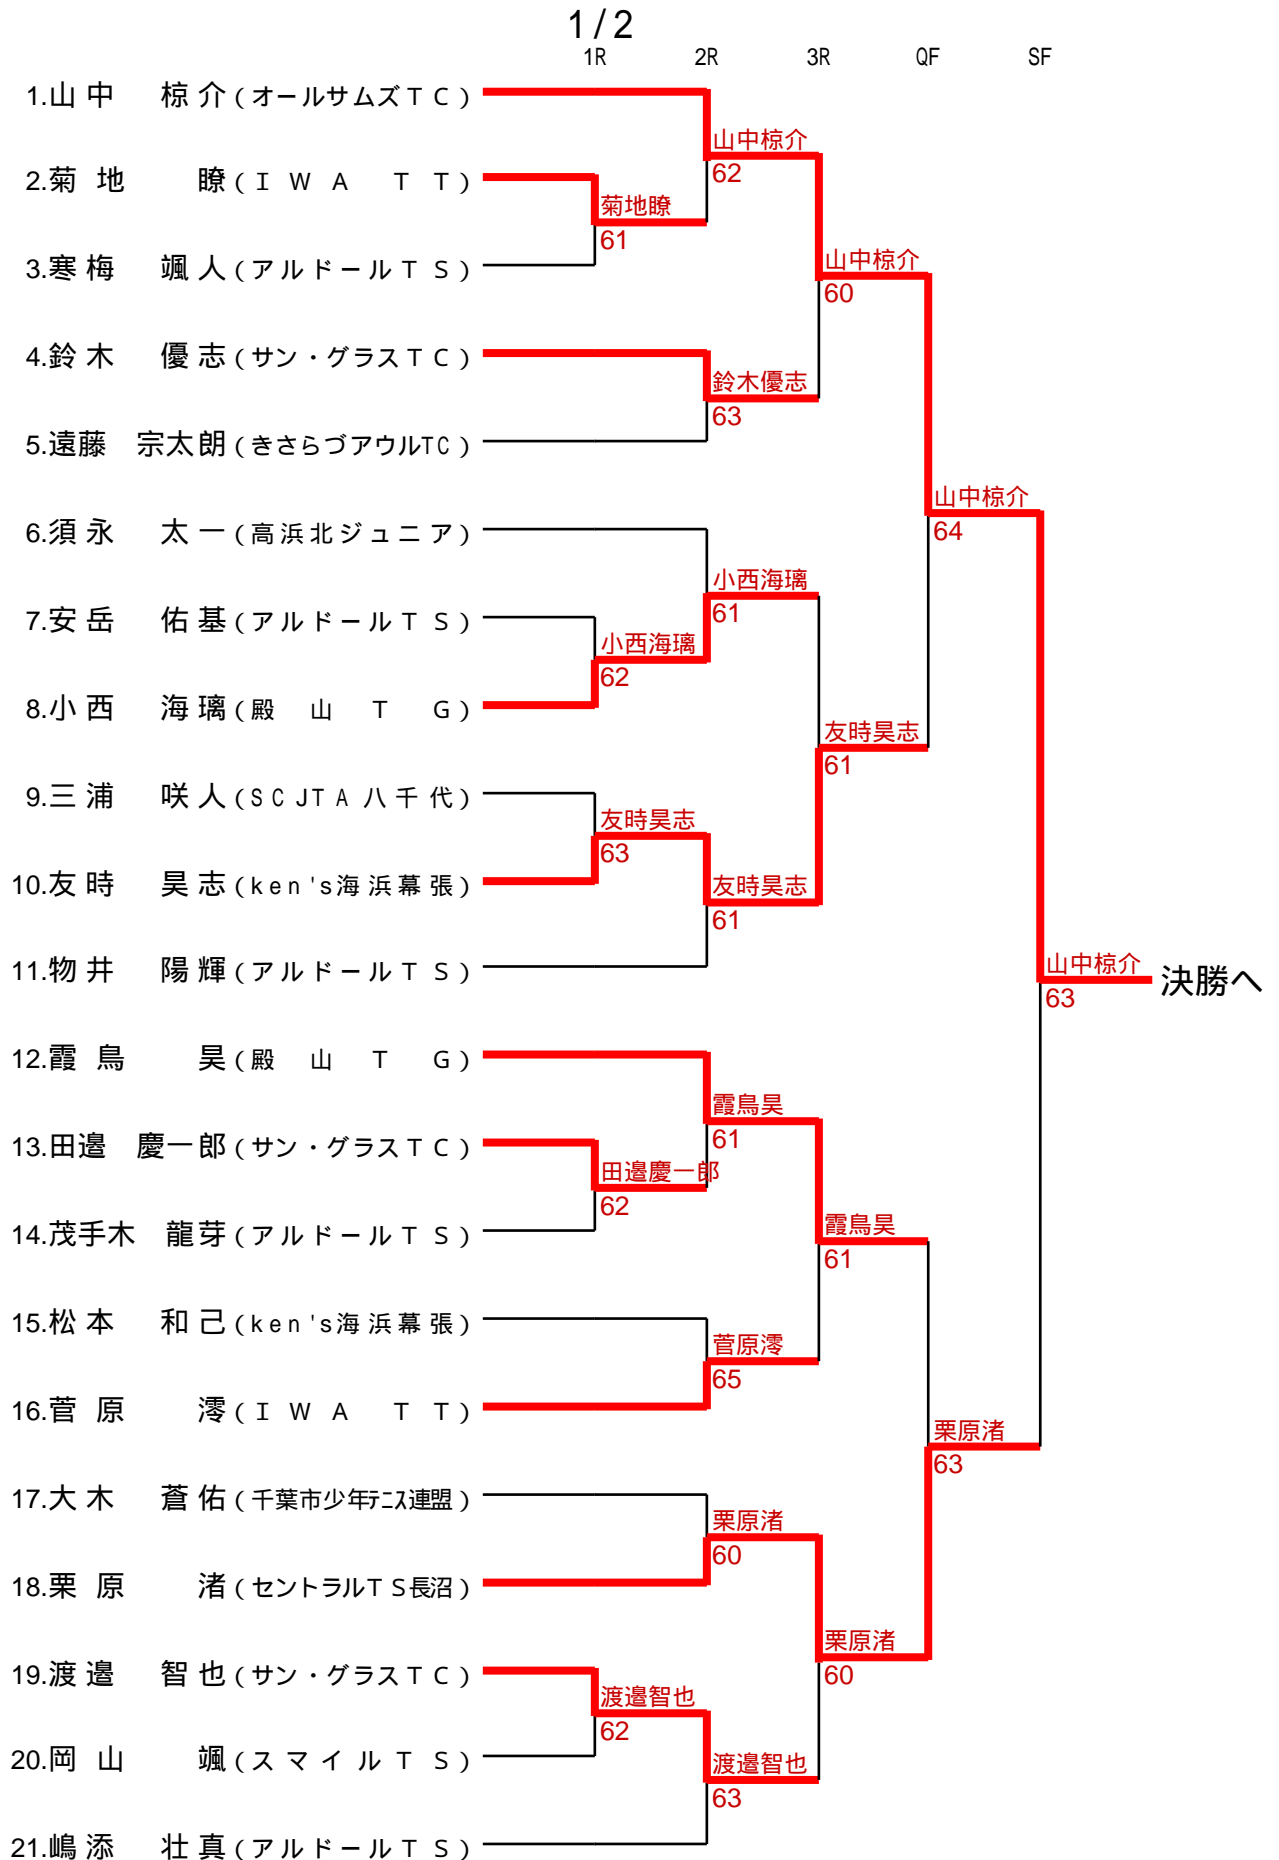 1/2
1R 2R 3R QF SF
1.山中 椋介(オールサムズTC)
山中椋介
62
2.菊地 瞭(IWA TT)
菊地瞭
61
3.寒梅 颯人(アルドールTS)
山中椋介
60
4.鈴木 優志(サン・グラスTC)
鈴木優志
63
5.遠藤 宗太朗(きさらづアウルTC)
山中椋介
64
6.須永 太一(高浜北ジュニア)
小西海璃
61
7.安岳 佑基(アルドールTS)
小西海璃
62
8.小西 海璃(殿山TG)
友時昊志
61
9.三浦 咲人(SCJTA八千代)
友時昊志
63
10.友時 昊志(ken's海浜幕張)
友時昊志
61
11.物井 陽輝(アルドールTS)
山中椋介
63
決勝へ
12.霞鳥 昊(殿山TG)
霞鳥昊
61
13.田邉 慶一郎(サン・グラスTC)
田邉慶一郎
62
14.茂手木 龍芽(アルドールTS)
霞鳥昊
61
15.松本 和己(ken's海浜幕張)
菅原澪
65
16.菅原 澪(IWA TT)
栗原渚
63
17.大木 蒼佑(千葉市少年テニス連盟)
栗原渚
60
18.栗原 渚(セントラルTS長沼)
栗原渚
60
19.渡邉 智也(サン・グラスTC)
渡邉智也
62
20.岡山 颯(スマイルTS)
渡邉智也
63
21.嶋添 壮真(アルドールTS)